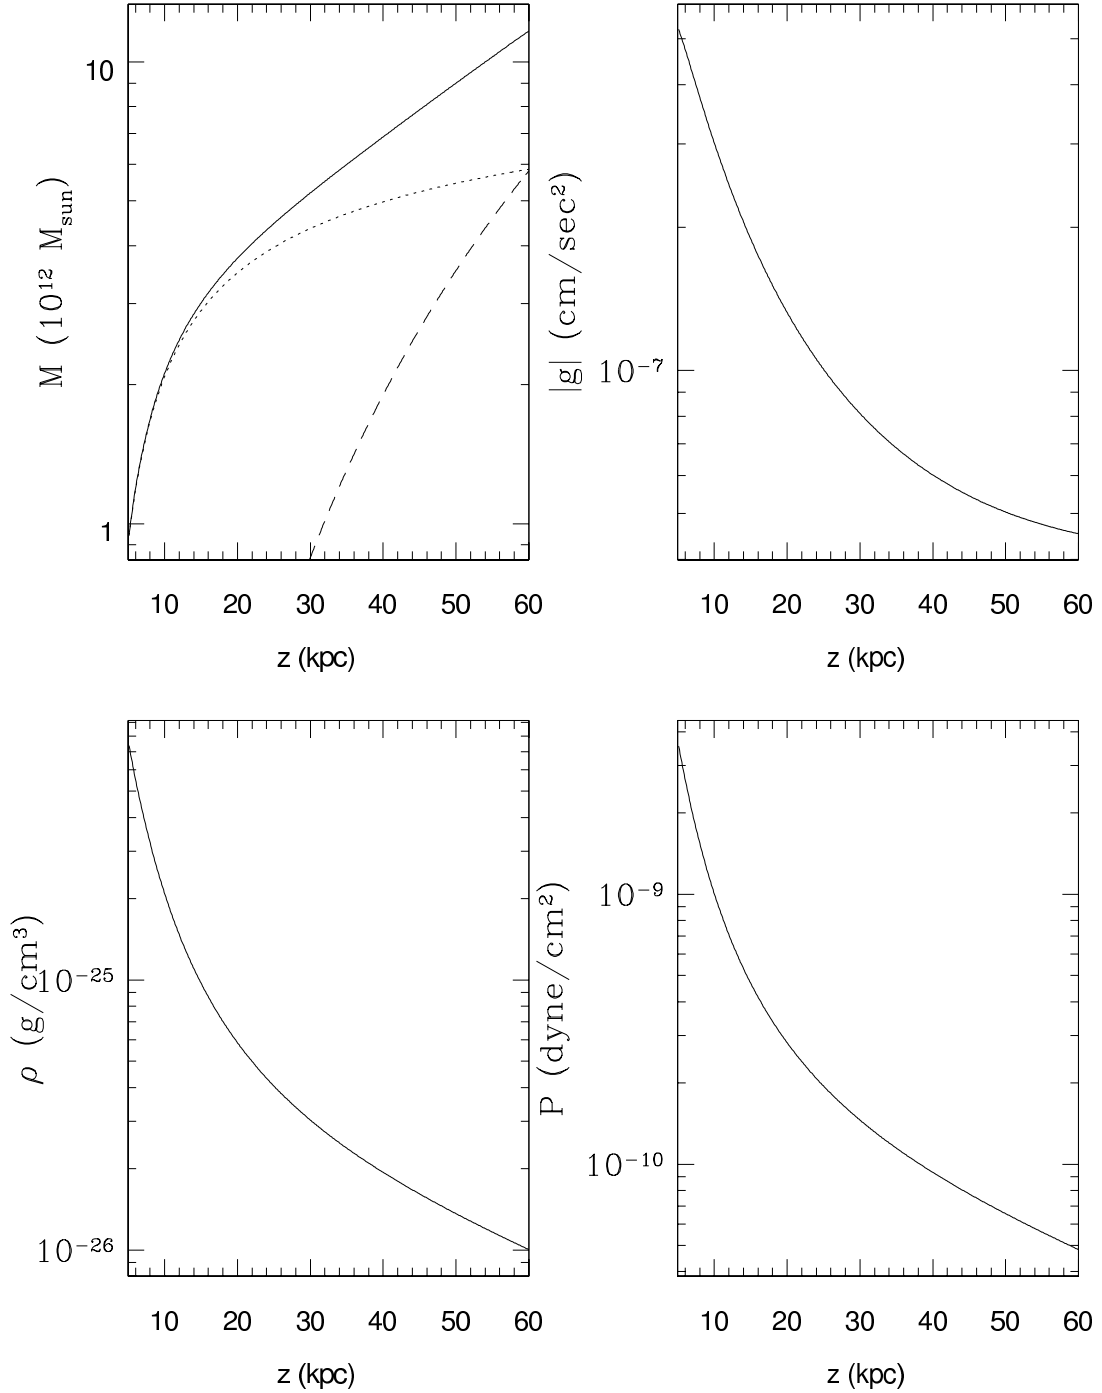 10
1
M (10¹² M_sun)
10 20 30 40 50 60
z (kpc)
10⁻⁷
|g| (cm/sec²)
10 20 30 40 50 60
z (kpc)
10⁻²⁵
10⁻²⁶
ρ (g/cm³)
10 20 30 40 50 60
z (kpc)
10⁻⁹
10⁻¹⁰
P (dyne/cm²)
10 20 30 40 50 60
z (kpc)